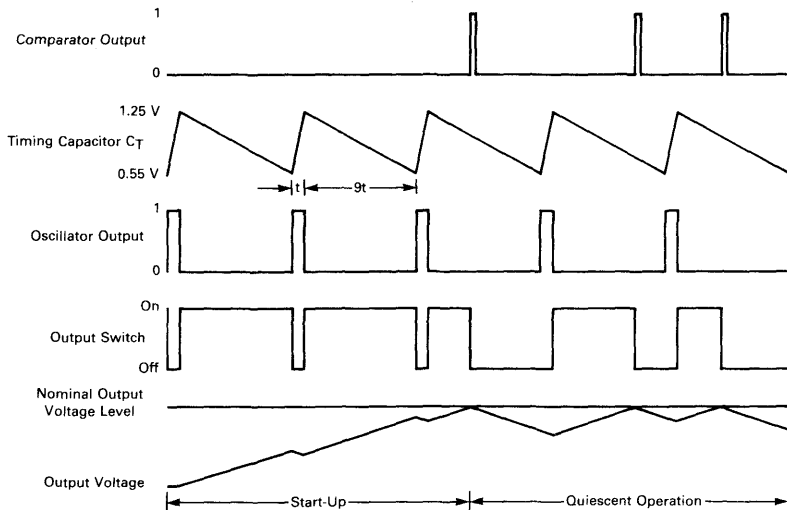 1
Comparator Output
0
1.25 V
Timing Capacitor CT
0.55 V
t
9t
1
Oscillator Output
0
On
Output Switch
Off
Nominal Output
Voltage Level
Output Voltage
Start-Up
Quiescent Operation